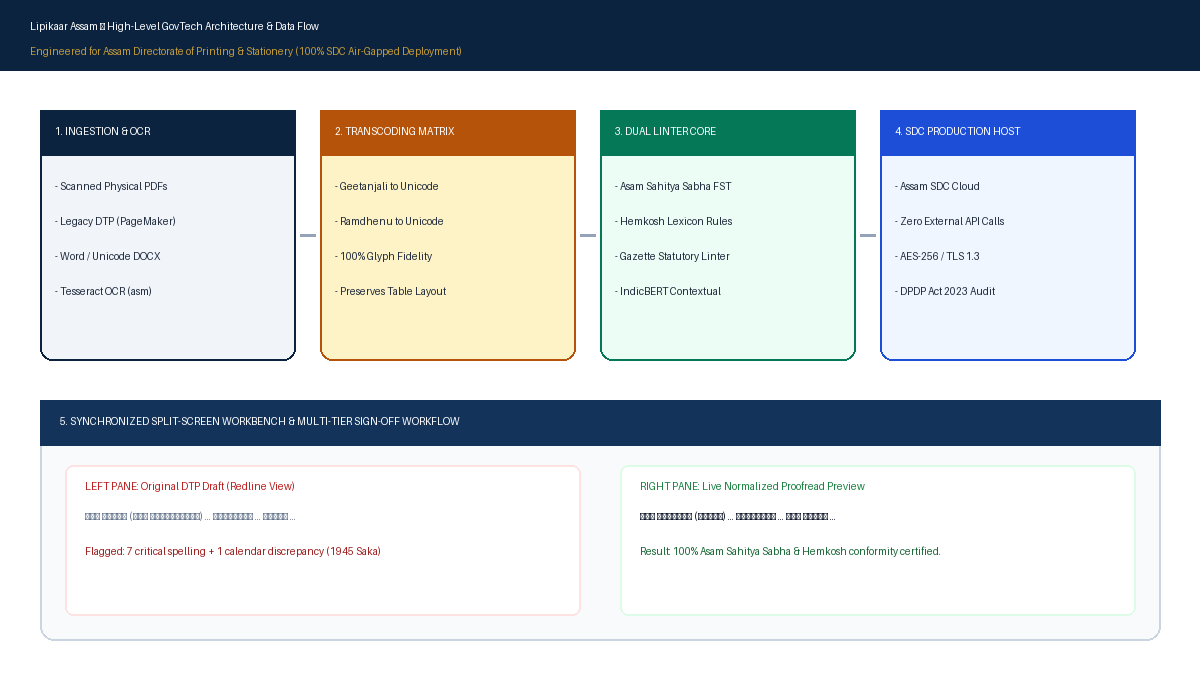 Lipikaar Assam High-Level GovTech Architecture & Data Flow
Engineered for Assam Directorate of Printing & Stationery (100% SDC Air-Gapped Deployment)
1. INGESTION & OCR
- Scanned Physical PDFs
- Legacy DTP (PageMaker)
- Word / Unicode DOCX
- Tesseract OCR (asm)
2. TRANSCODING MATRIX
- Geetanjali to Unicode
- Ramdhenu to Unicode
- 100% Glyph Fidelity
- Preserves Table Layout
3. DUAL LINTER CORE
- Asam Sahitya Sabha FST
- Hemkosh Lexicon Rules
- Gazette Statutory Linter
- IndicBERT Contextual
4. SDC PRODUCTION HOST
- Assam SDC Cloud
- Zero External API Calls
- AES-256 / TLS 1.3
- DPDP Act 2023 Audit
5. SYNCHRONIZED SPLIT-SCREEN WORKBENCH & MULTI-TIER SIGN-OFF WORKFLOW
LEFT PANE: Original DTP Draft (Redline View)
Flagged: 7 critical spelling + 1 calendar discrepancy (1945 Saka)
RIGHT PANE: Live Normalized Proofread Preview
Result: 100% Asam Sahitya Sabha & Hemkosh conformity certified.